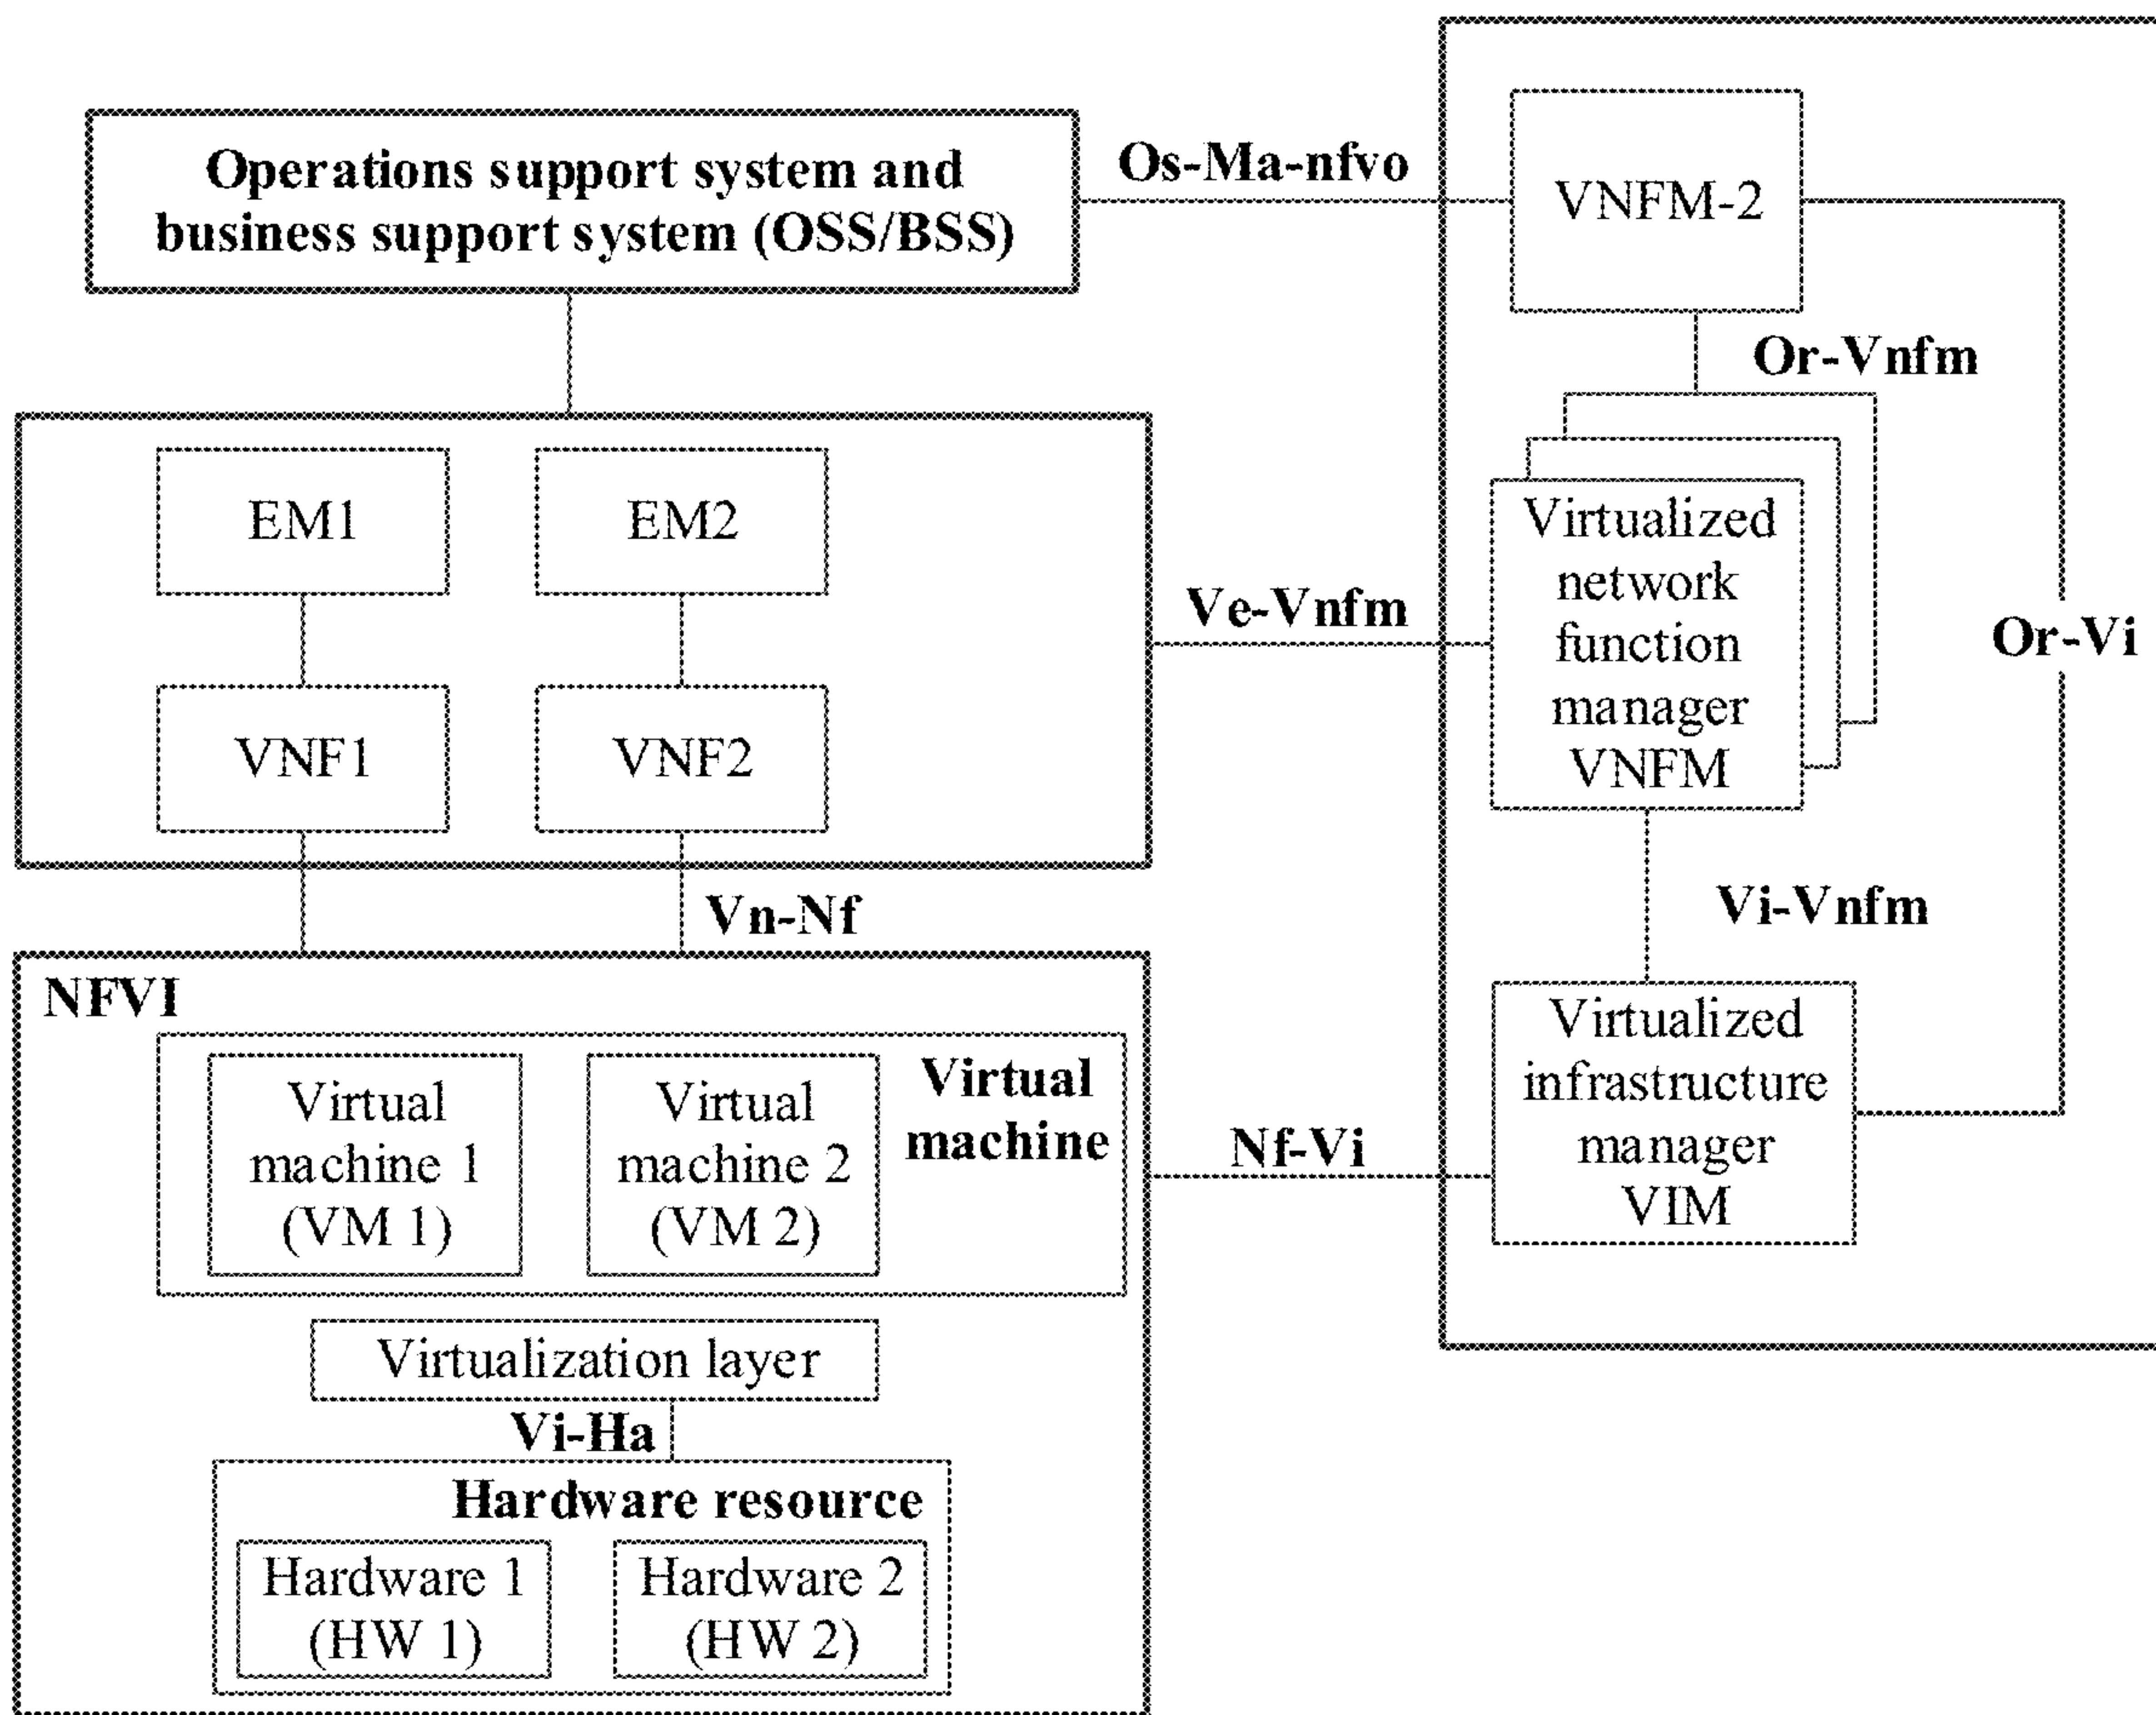 Operations support system and
business support system (OSS/BSS)
Os-Ma-nfvo
VNFM-2
Or-Vnfm
EM1
EM2
VNF1
VNF2
Ve-Vnfm
Virtualized
network
function
manager
VNFM
Or-Vi
Vn-Nf
Vi-Vnfm
NFVI
Virtual
machine 1
(VM 1)
Virtual
machine 2
(VM 2)
Virtual
machine
Nf-Vi
Virtualized
infrastructure
manager
VIM
Virtualization layer
Vi-Ha
Hardware resource
Hardware 1
(HW 1)
Hardware 2
(HW 2)